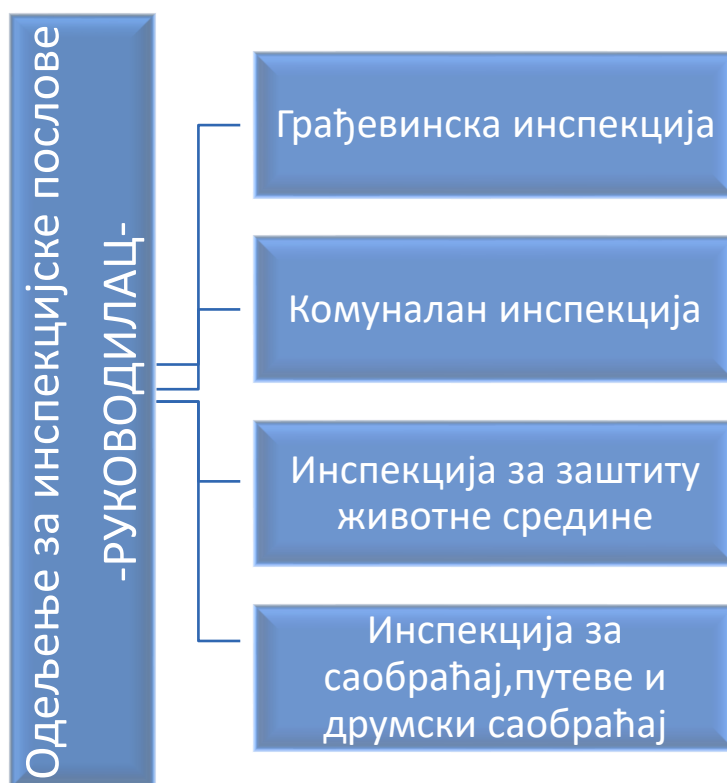 Одељење за инспекцијске послове
-РУКОВОДИЛАЦ-
Грађевинска инспекција
Комуналан инспекција
Инспекција за заштиту
животне средине
Инспекција за
саобраћај,путеве и
друмски саобраћај